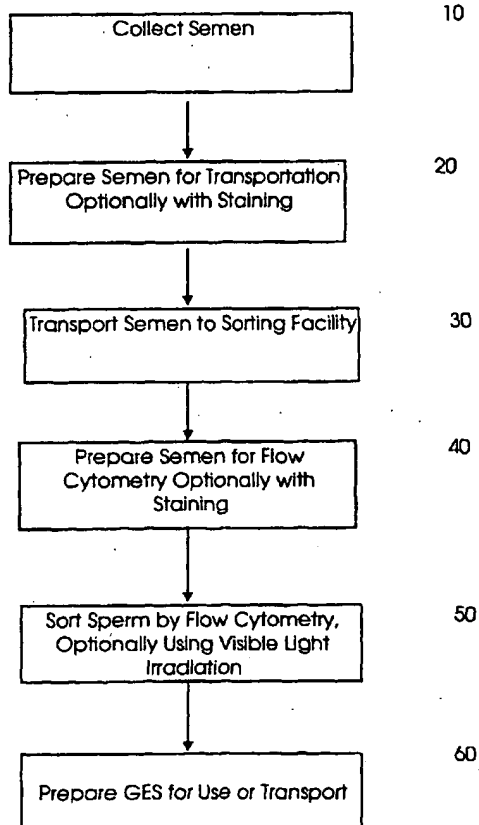 10
Collect Semen
20
Prepare Semen for Transportation
Optionally with Staining
30
Transport Semen to Sorting Facility
40
Prepare Semen for Flow
Cytometry Optionally with
Staining
50
Sort Sperm by Flow Cytometry,
Optionally Using Visible Light
Irradiation
60
Prepare GES for Use or Transport